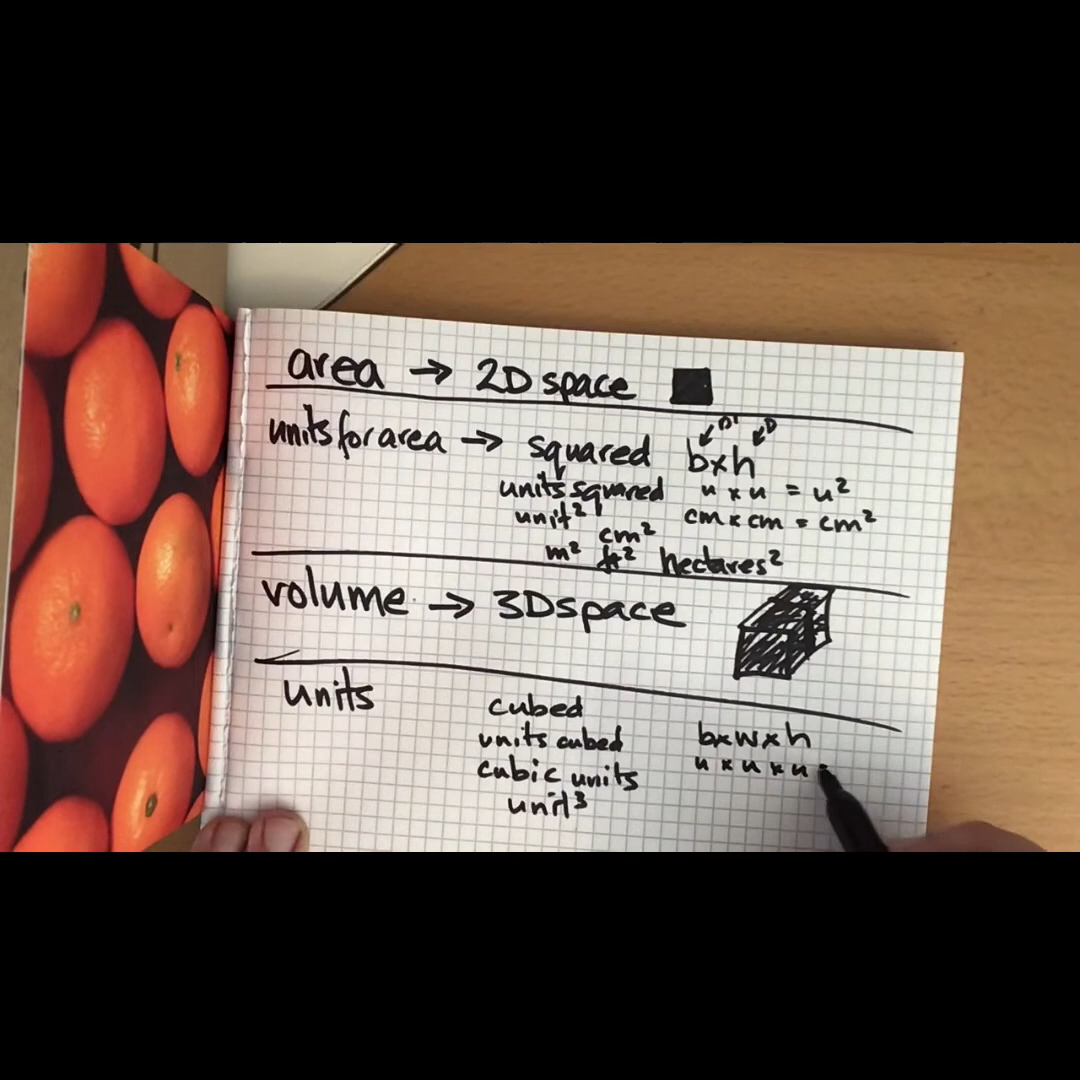 area → 2D space
units for area → squared b×h
units squared u × u = u²
unit² cm × cm = cm²
cm²
m² ft² hectares²
volume → 3D space
units
cubed
units cubed b×w×h
cubic units u × u × u
unit³